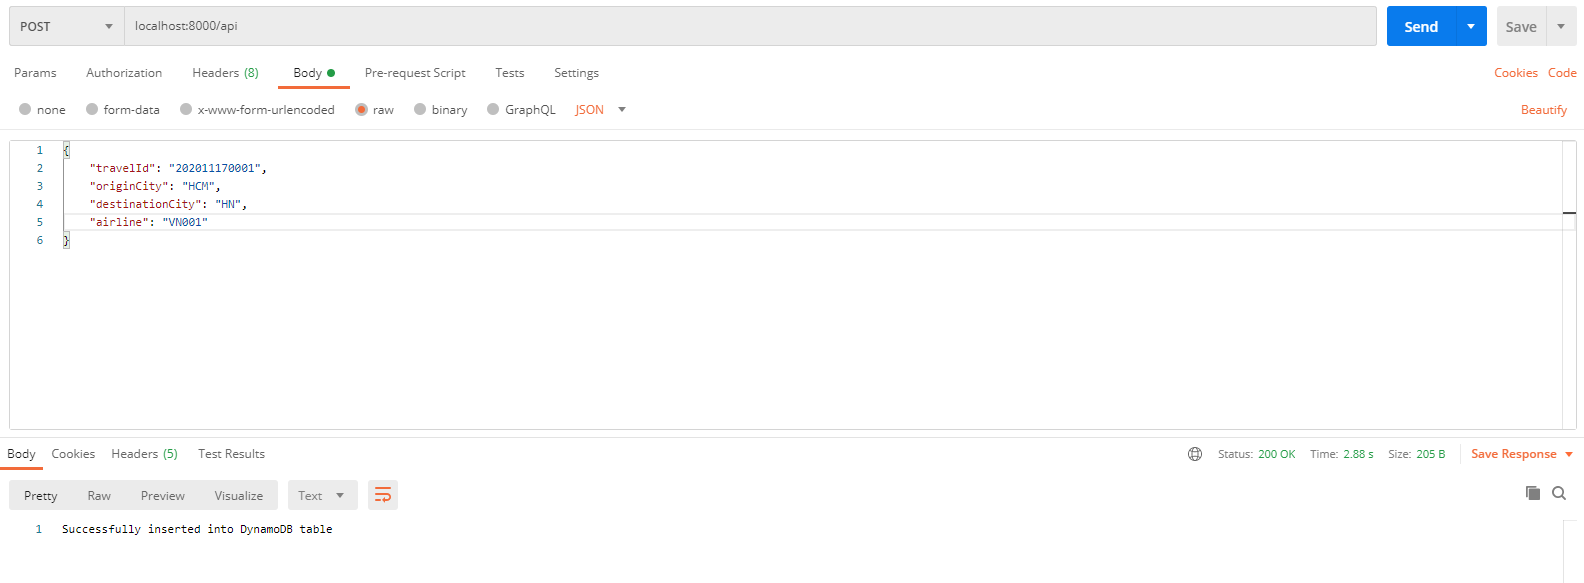 POST localhost:8000/api Send Save
Params Authorization Headers (8) Body Pre-request Script Tests Settings Cookies Code
none form-data x-www-form-urlencoded raw binary GraphQL JSON Beautify
1 {
2 "travelId": "202011170001",
3 "originCity": "HCM",
4 "destinationCity": "HN",
5 "airline": "VN001"
6 }
Body Cookies Headers (5) Test Results Status: 200 OK Time: 2.88 s Size: 205 B Save Response
Pretty Raw Preview Visualize Text
1 Successfully inserted into DynamoDB table